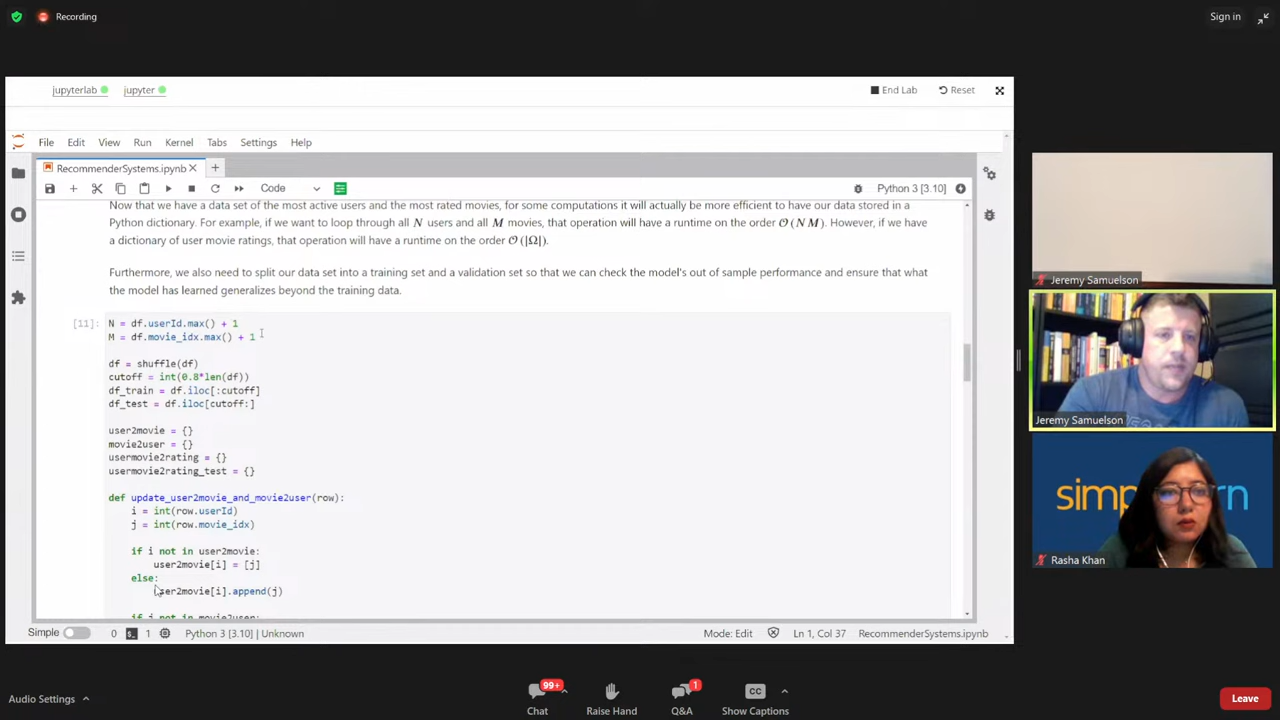 Recording
Sign in
jupyterlab
jupyter
End Lab
Reset
File Edit View Run Kernel Tabs Settings Help
RecommenderSystems.ipynb
Code
Python 3 [3.10]
Now that we have a data set of the most active users and the most rated movies, for some computations it will actually be more efficient to have our data stored in a
Python dictionary. For example, if we want to loop through all N users and all M movies, that operation will have a runtime on the order O(NM). However, if we have
a dictionary of user movie ratings, that operation will have a runtime on the order O(|Ω|).
Furthermore, we also need to split our data set into a training set and a validation set so that we can check the model's out of sample performance and ensure that what
the model has learned generalizes beyond the training data.
[11]:
N = df.userId.max() + 1
M = df.movie_idx.max() + 1
df = shuffle(df)
cutoff = int(0.8*len(df))
df_train = df.iloc[:cutoff]
df_test = df.iloc[cutoff:]
user2movie = {}
movie2user = {}
usermovie2rating = {}
usermovie2rating_test = {}
def update_user2movie_and_movie2user(row):
i = int(row.userId)
j = int(row.movie_idx)
if i not in user2movie:
user2movie[i] = [j]
else:
user2movie[i].append(j)
if j not in movie2user:
Simple 0 1 Python 3 [3.10] | Unknown
Mode: Edit Ln 1, Col 37 RecommenderSystems.ipynb
Jeremy Samuelson
Jeremy Samuelson
Rasha Khan
Audio Settings
99+
Chat
Raise Hand
1
Q&A
CC
Show Captions
Leave